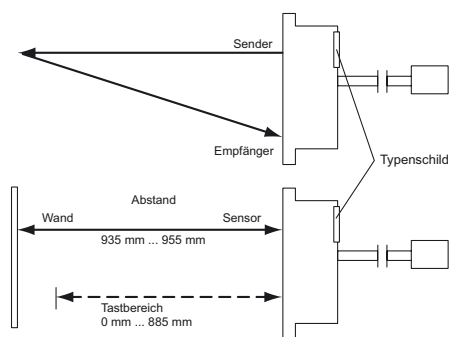 Sender
Empfänger
Typenschild
Abstand
Wand
Sensor
935 mm ... 955 mm
Tastbereich
0 mm ... 885 mm